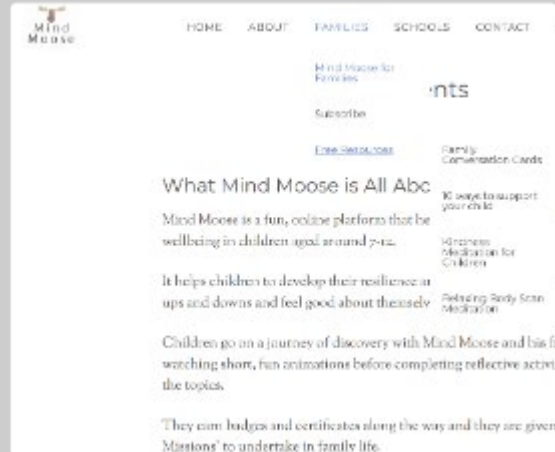 Mind
Moose
HOME ABOUT FAMILIES SCHOOLS CONTACT
Mind Moose for
Families
Subscribe
Free Resources
nts
Family
Conversation Cards
10 ways to support
your child
Kindness
Meditation for
Children
Relaxing Body Scan
Meditation
What Mind Moose is All Abo
Mind Moose is a fun, online platform that he
wellbeing in children aged around 7-12.
It helps children to develop their resilience
ups and downs and feel good about themselv
Children go on a journey of discovery with Mind Moose and his f
watching short, fun animations before completing reflective activi
the topics.
They earn badges and certificates along the way and they are given
Missions' to undertake in family life.